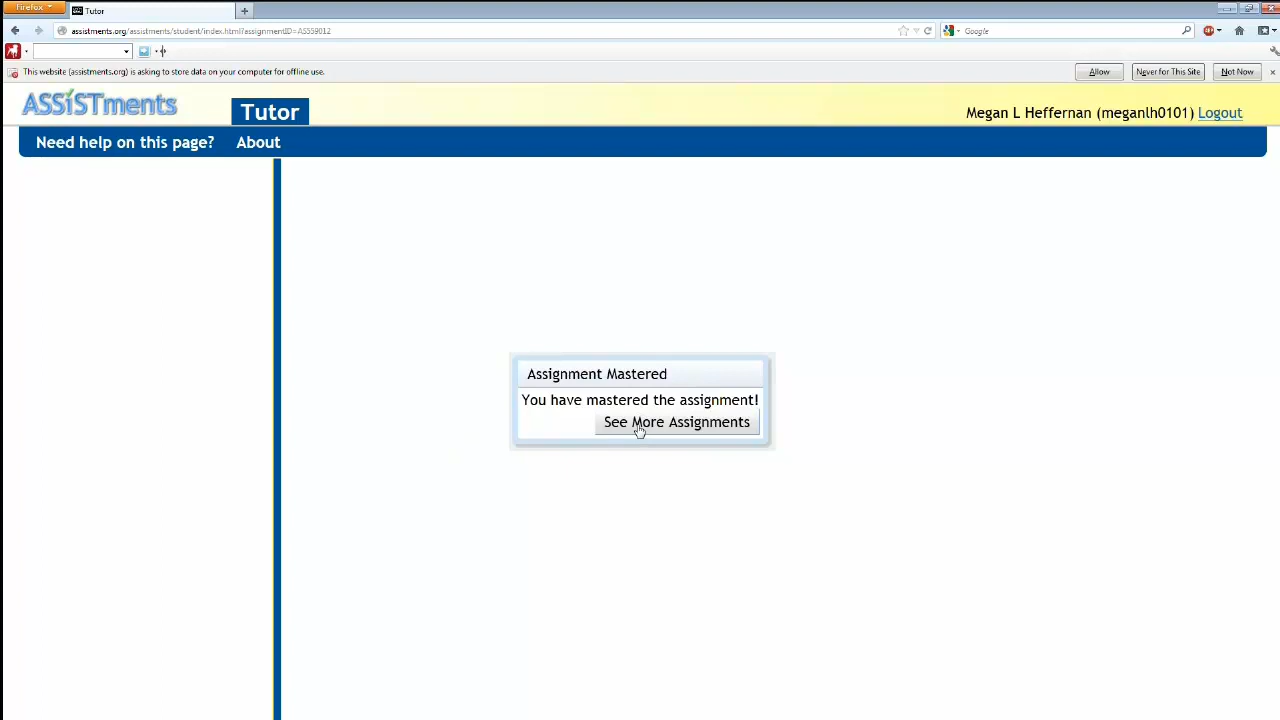 Firefox
Tutor
assistments.org/assistments/student/index.html?assignmentID=AS559012
Google
This website (assistments.org) is asking to store data on your computer for offline use.
Allow
Never for This Site
Not Now
ASSiSTments
Tutor
Megan L Heffernan (meganlh0101) Logout
Need help on this page?
About
Assignment Mastered
You have mastered the assignment!
See More Assignments